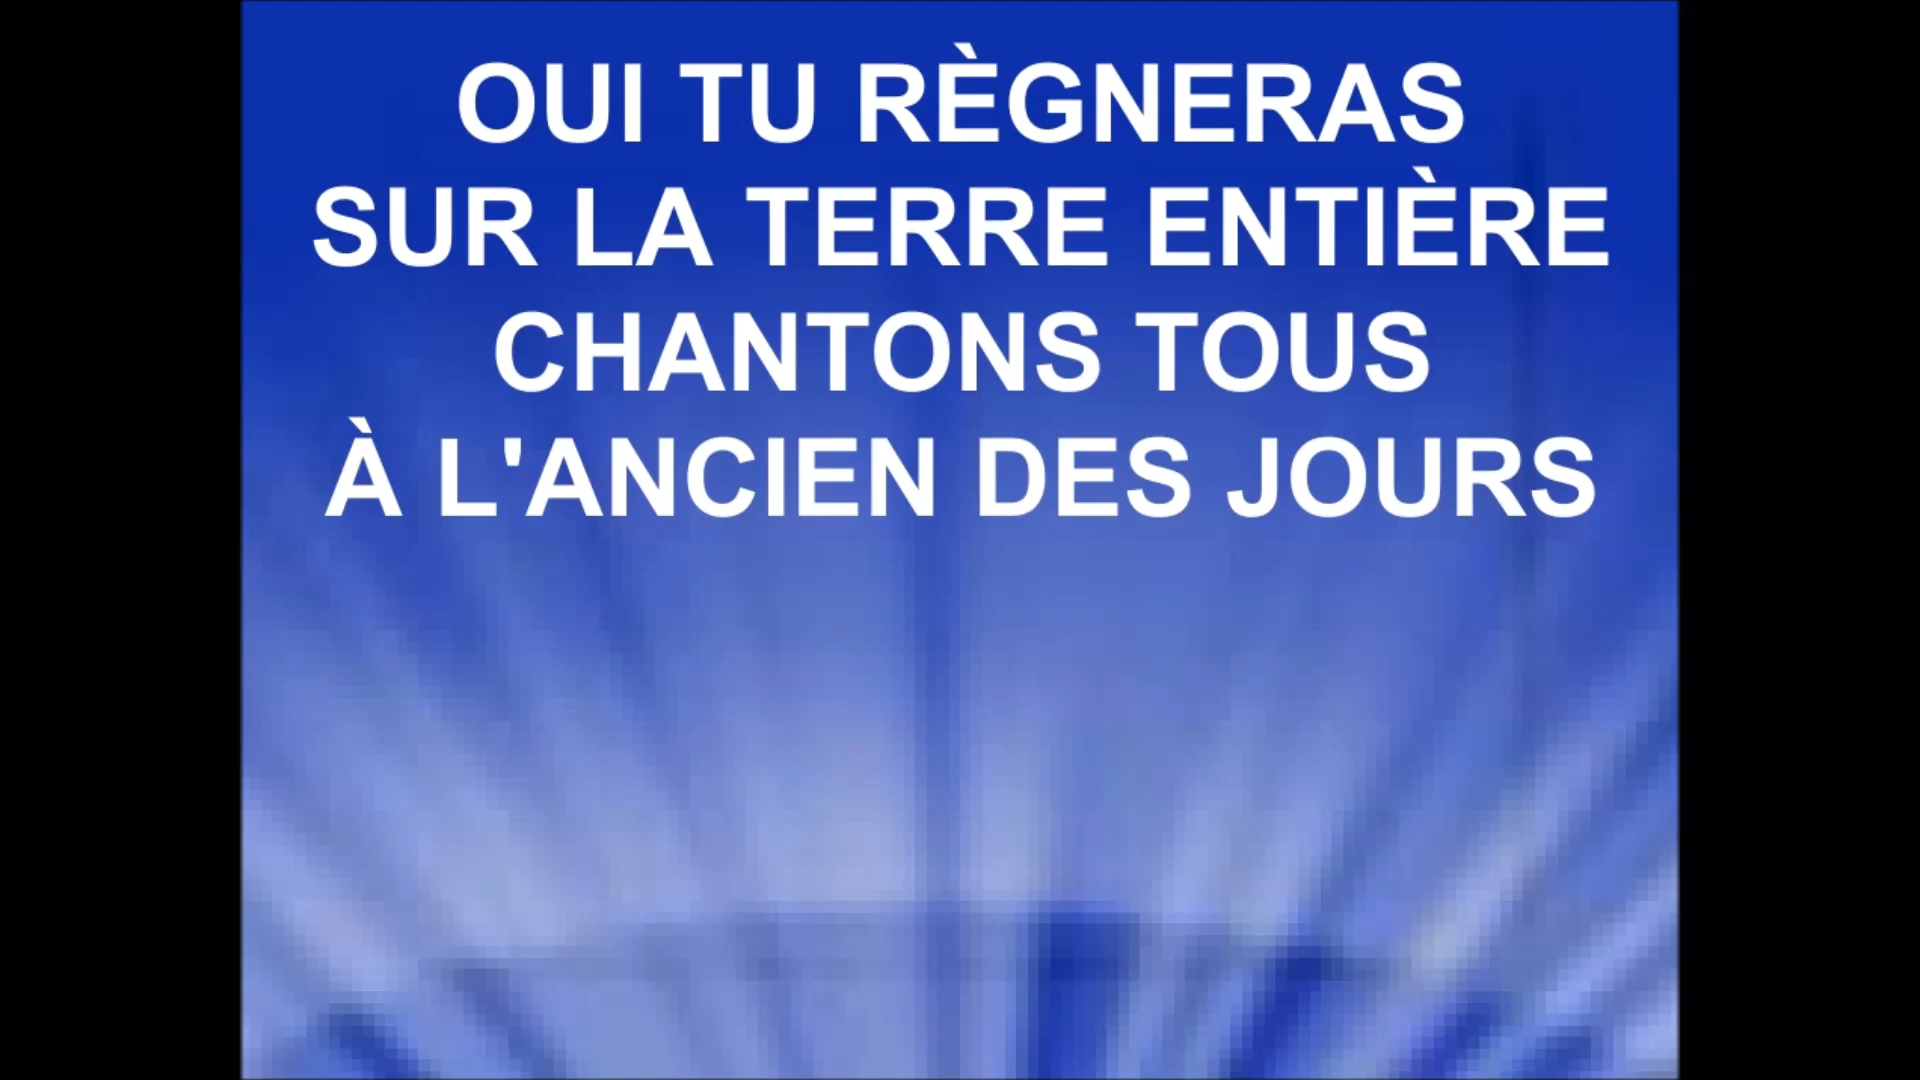 OUI TU RÈGNERAS
SUR LA TERRE ENTIÈRE
CHANTONS TOUS
À L'ANCIEN DES JOURS